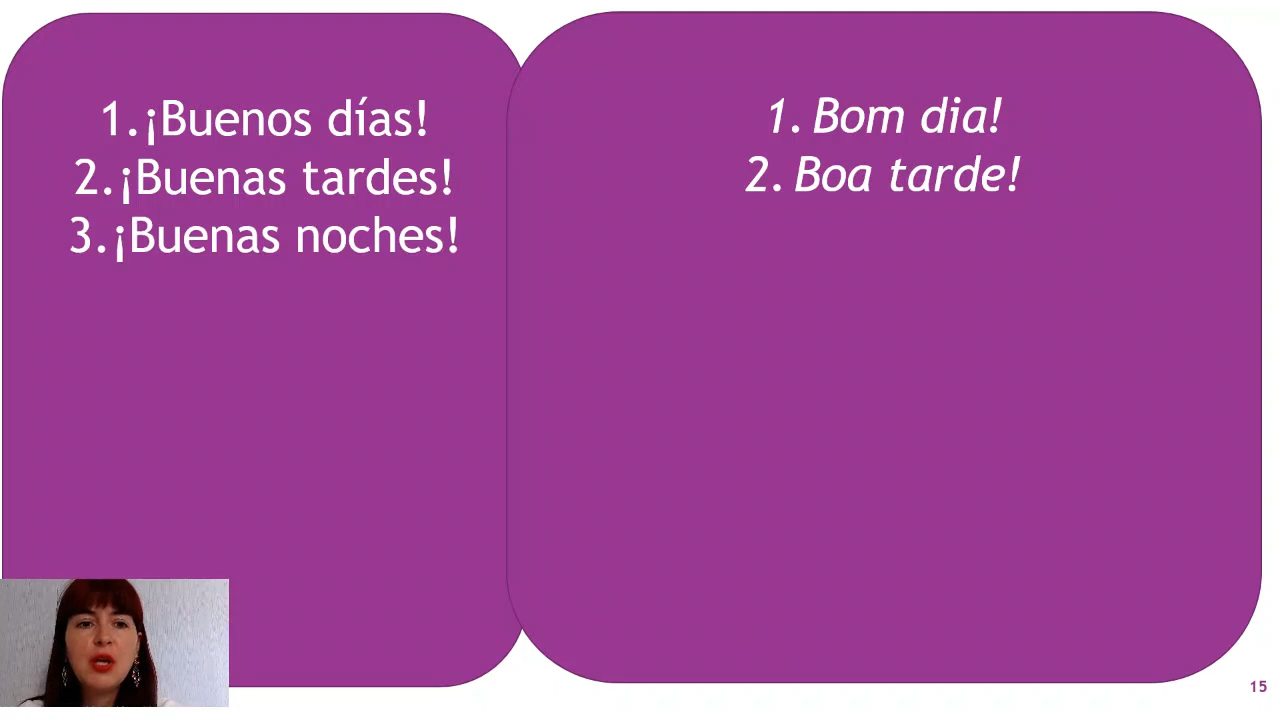 1.¡Buenos días!
2.¡Buenas tardes!
3.¡Buenas noches!
1. Bom dia!
2. Boa tarde!
15